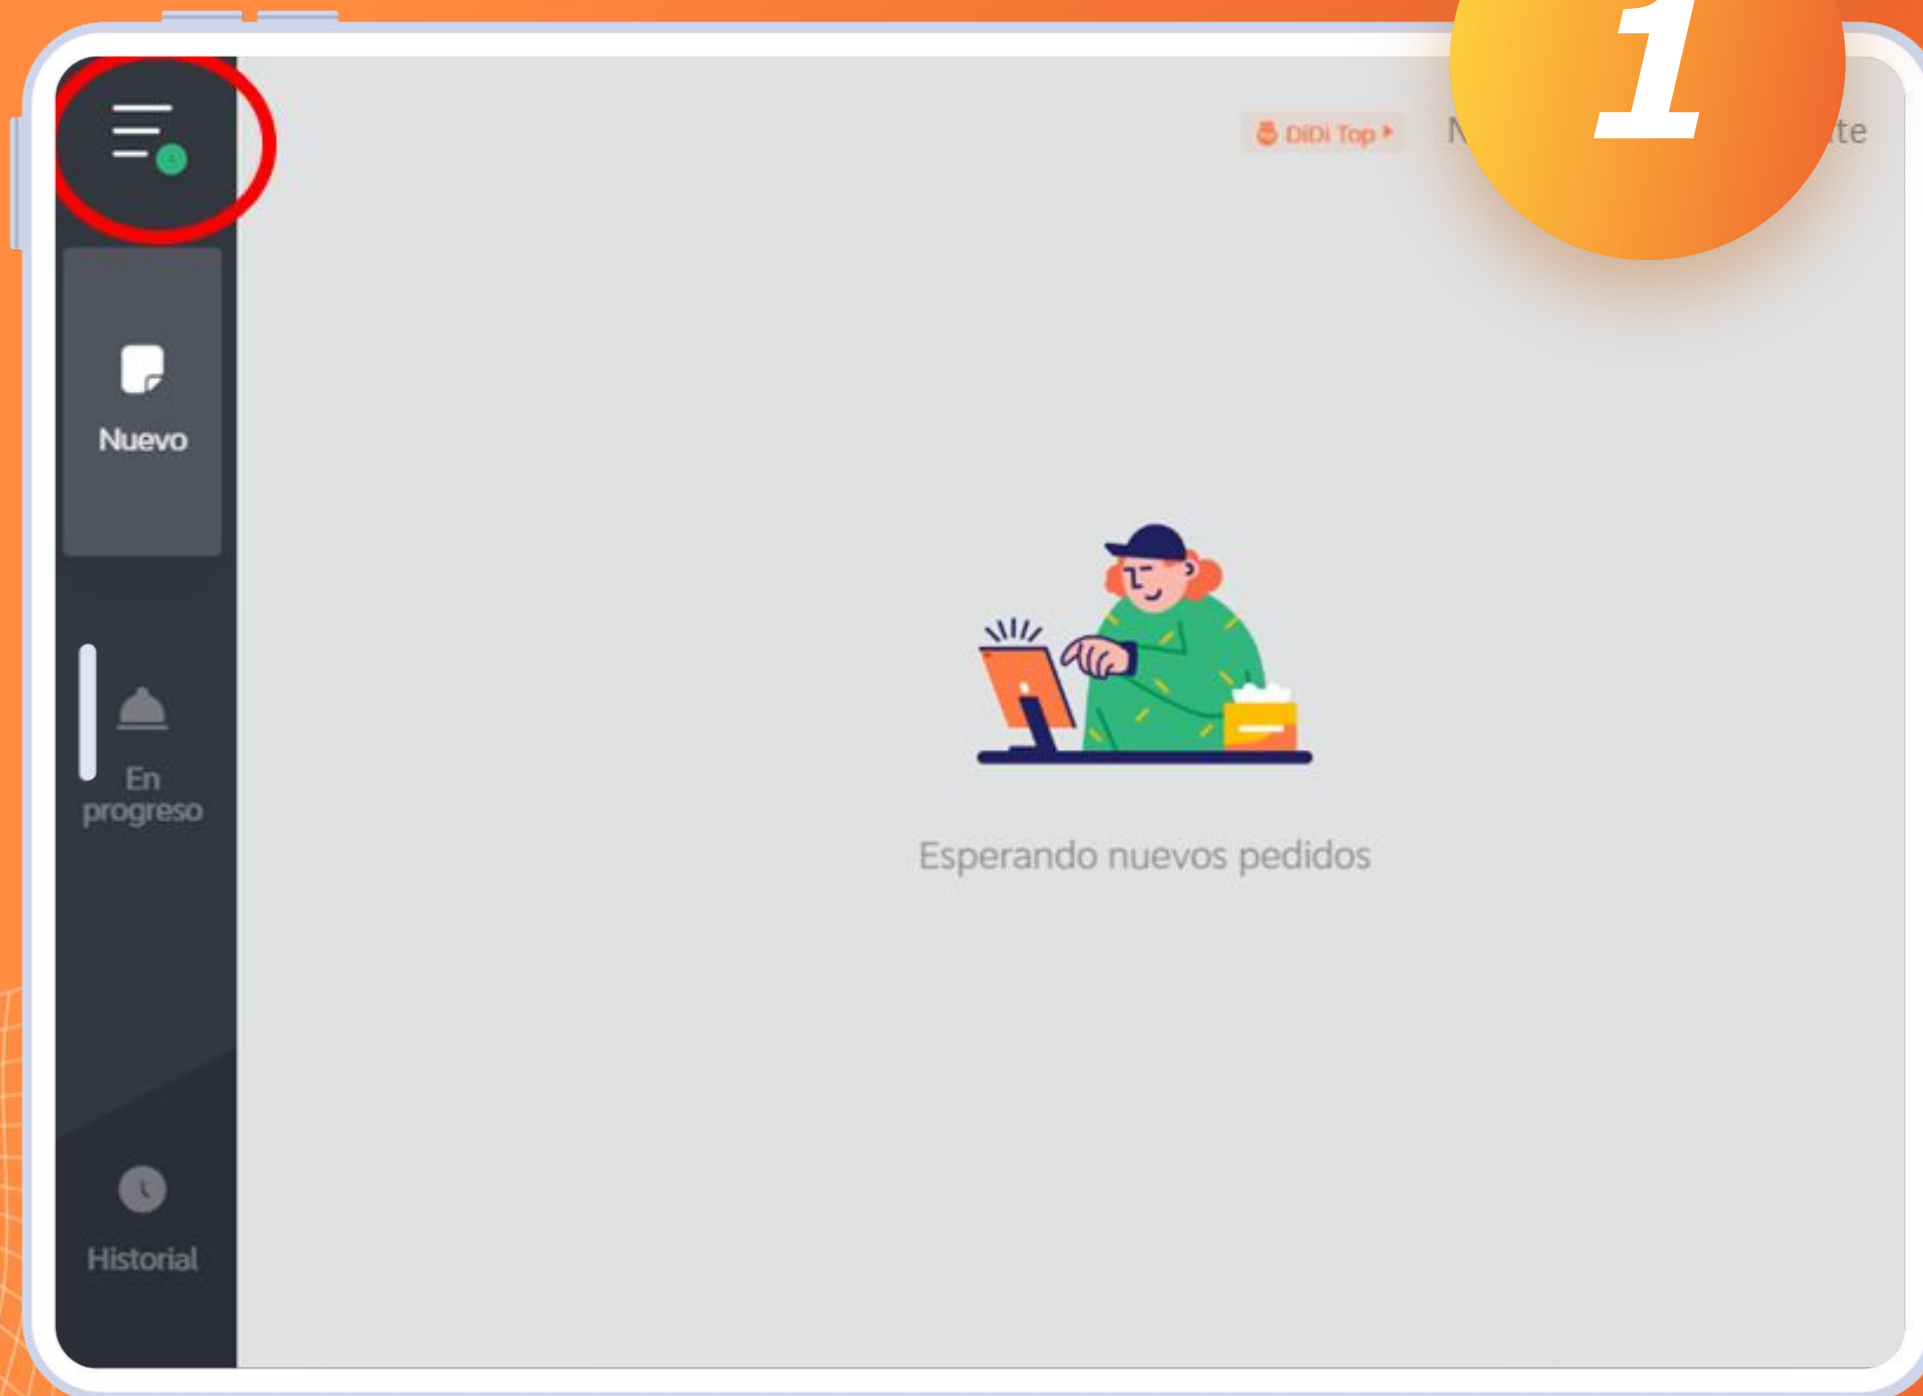 1
DiDi Top
Nuevo
En
progreso
Esperando nuevos pedidos
Historial